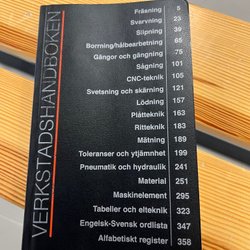 VERKSTADSHANDBOKEN
Fräsning 5
Svarvning 23
Slipning 39
Borrning/hålbearbetning 65
Gängor och gängning 75
Sågning 101
CNC-teknik 105
Svetsning och skärning 121
Lödning 157
Plåtteknik 163
Ritteknik 183
Mätning 189
Toleranser och ytjämnhet 199
Pneumatik och hydraulik 241
Material 251
Maskinelement 295
Tabeller och elteknik 323
Engelsk-Svensk ordlista 347
Alfabetiskt register 358